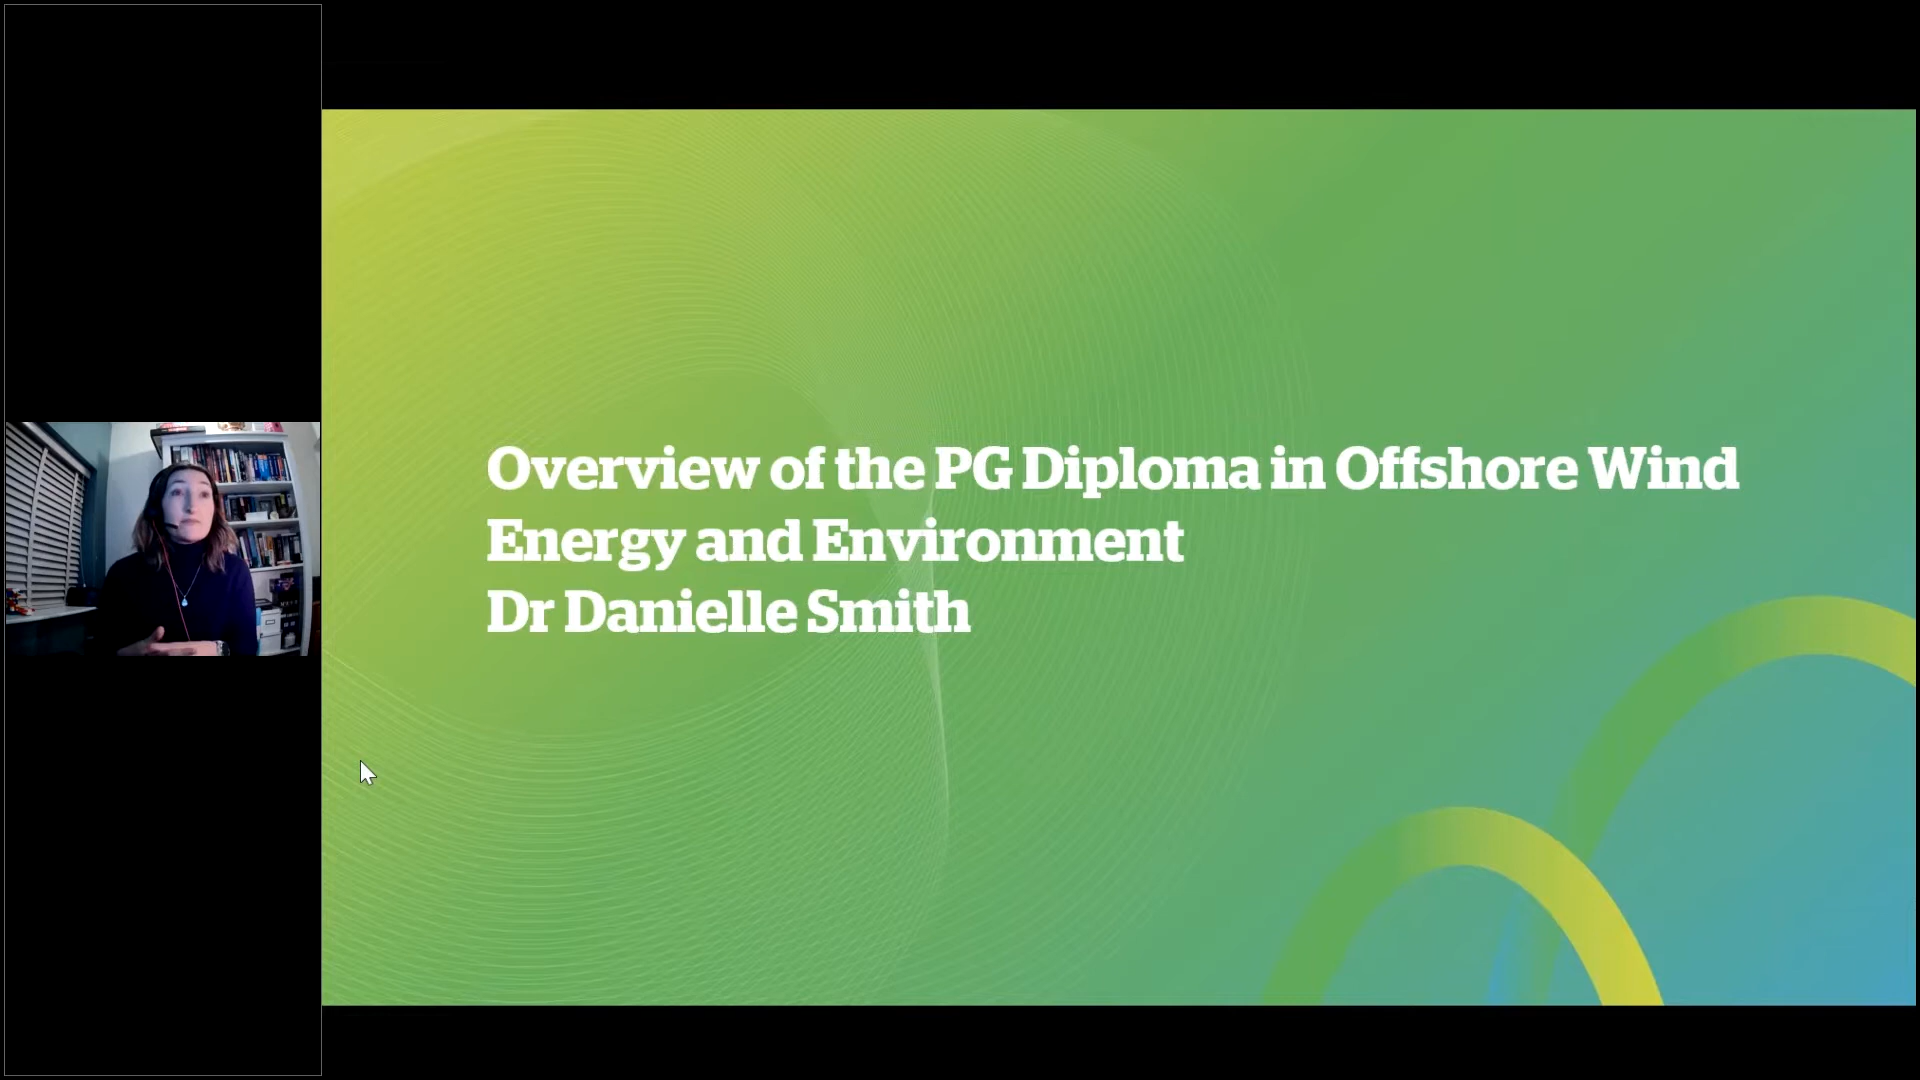 Overview of the PG Diploma in Offshore Wind
Energy and Environment
Dr Danielle Smith